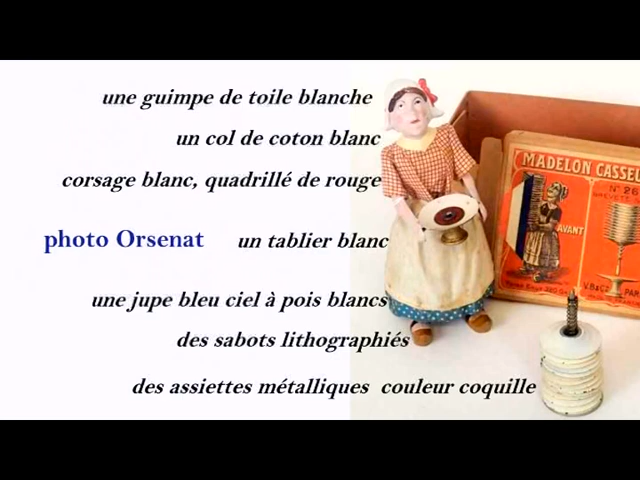 une guimpe de toile blanche
un col de coton blanc
corsage blanc, quadrillé de rouge
photo Orsenat
un tablier blanc
une jupe bleu ciel à pois blancs
des sabots lithographiés
des assiettes métalliques couleur coquille
MADELON CASSEU
N° 26
AVANT
V.B&C.